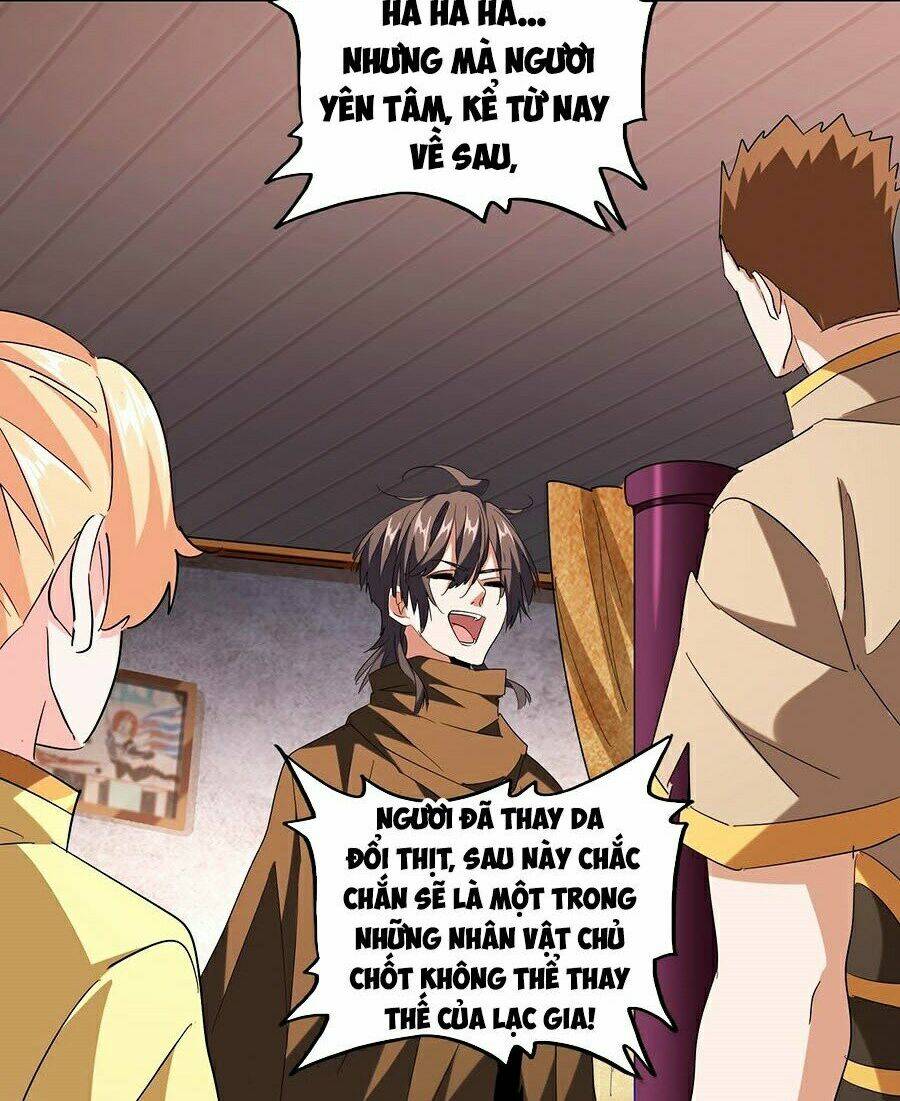 HA HA HA...
NHƯNG MÀ NGƯƠI
YÊN TÂM, KỂ TỪ NAY
VỀ SAU,
NGƯƠI ĐÃ THAY DA
ĐỔI THỊT, SAU NÀY CHẮC
CHẮN SẼ LÀ MỘT TRONG
NHỮNG NHÂN VẬT CHỦ
CHỐT KHÔNG THỂ THAY
THẾ CỦA LẠC GIA!